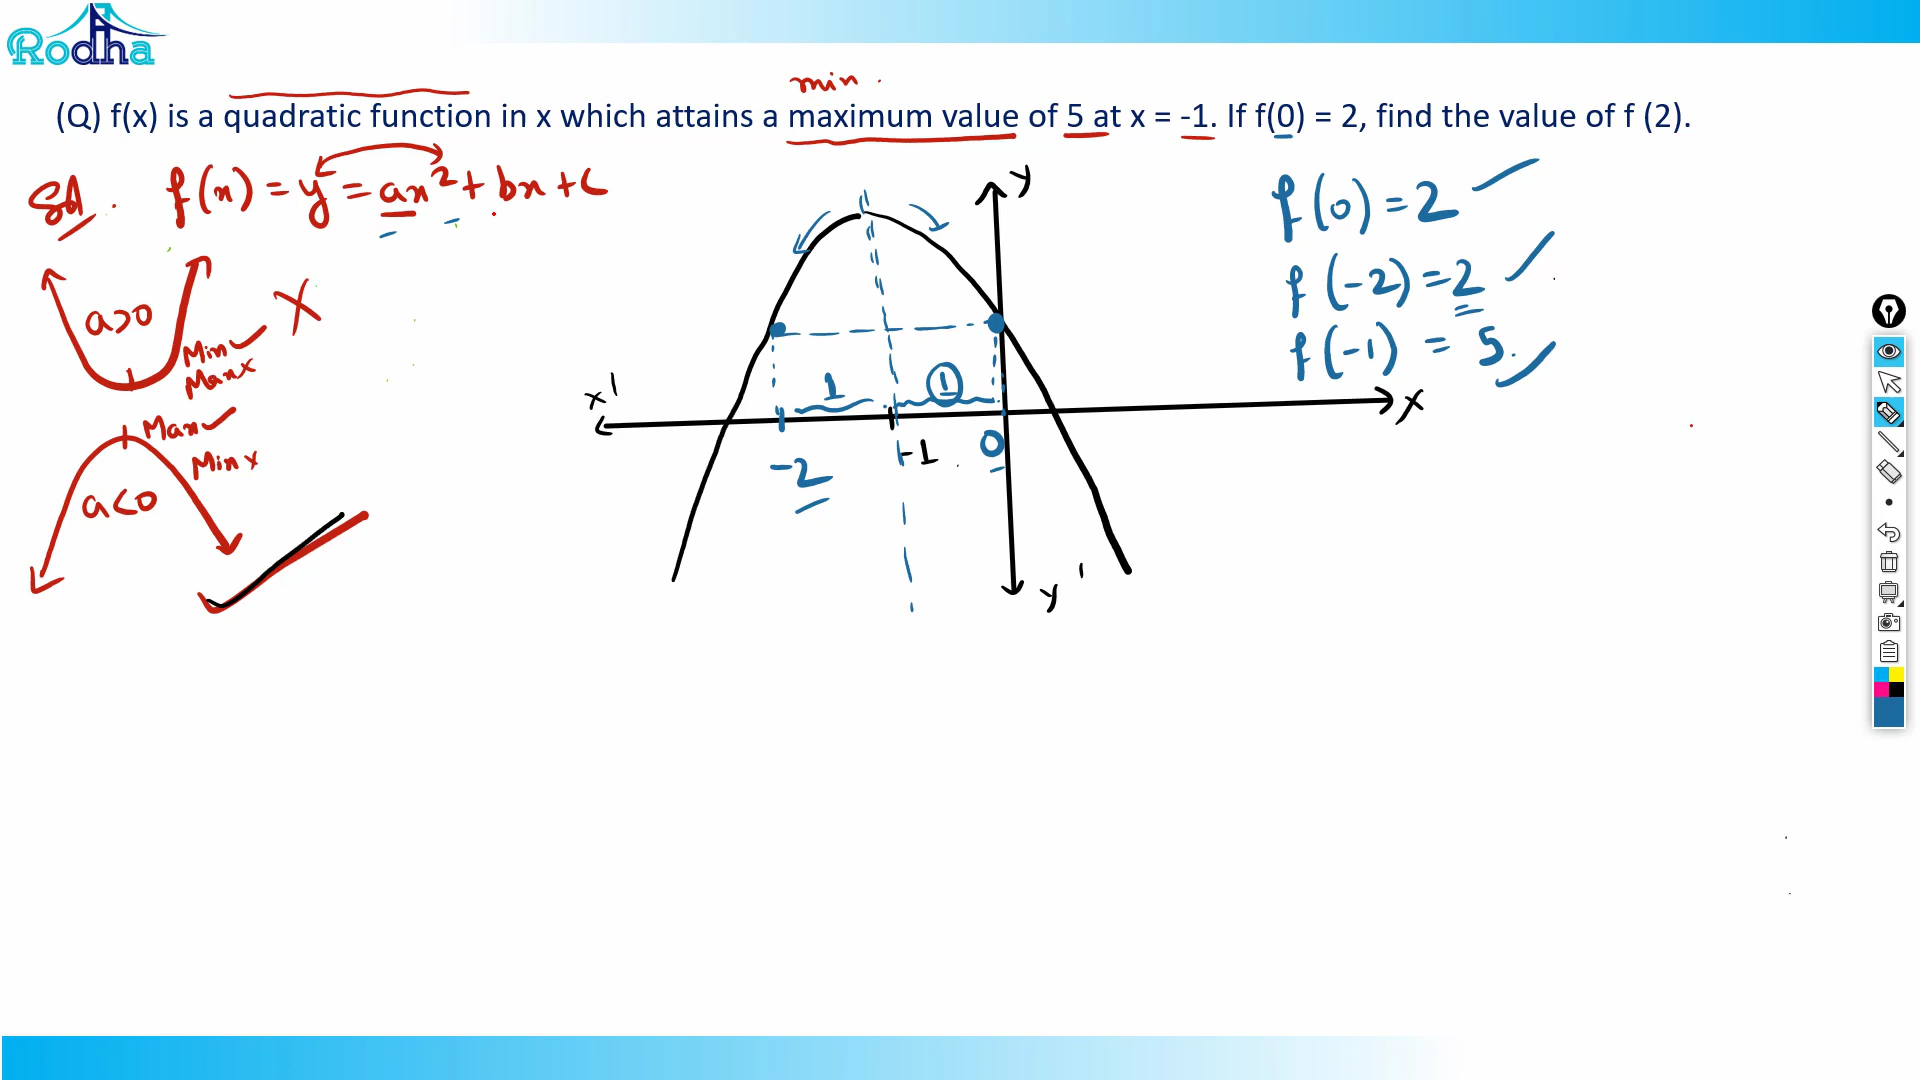 Rodha
min
(Q) f(x) is a quadratic function in x which attains a maximum value of 5 at x = -1. If f(0) = 2, find the value of f (2).
Sol. f(x) = y = ax² + bx + c
a>0
Min ✓
Max x
X
Max ✓
Min x
a<0
y
x'
1
1
x
-2
-1
0
y'
f(0) = 2 ✓
f(-2) = 2 ✓
f(-1) = 5. ✓